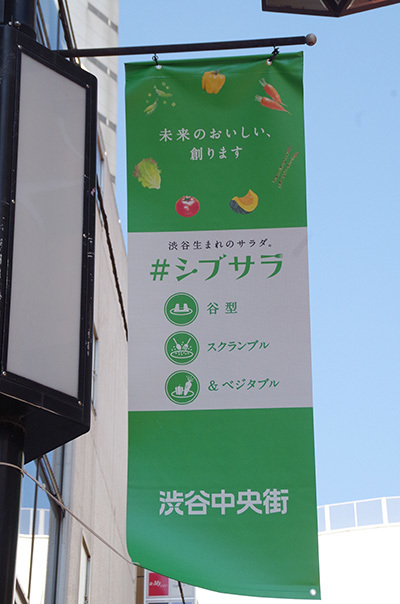 未来のおいしい、
創ります
渋谷生まれのサラダ。
#シブサラ
谷型
スクランブル
&ベジタブル
渋谷中央街